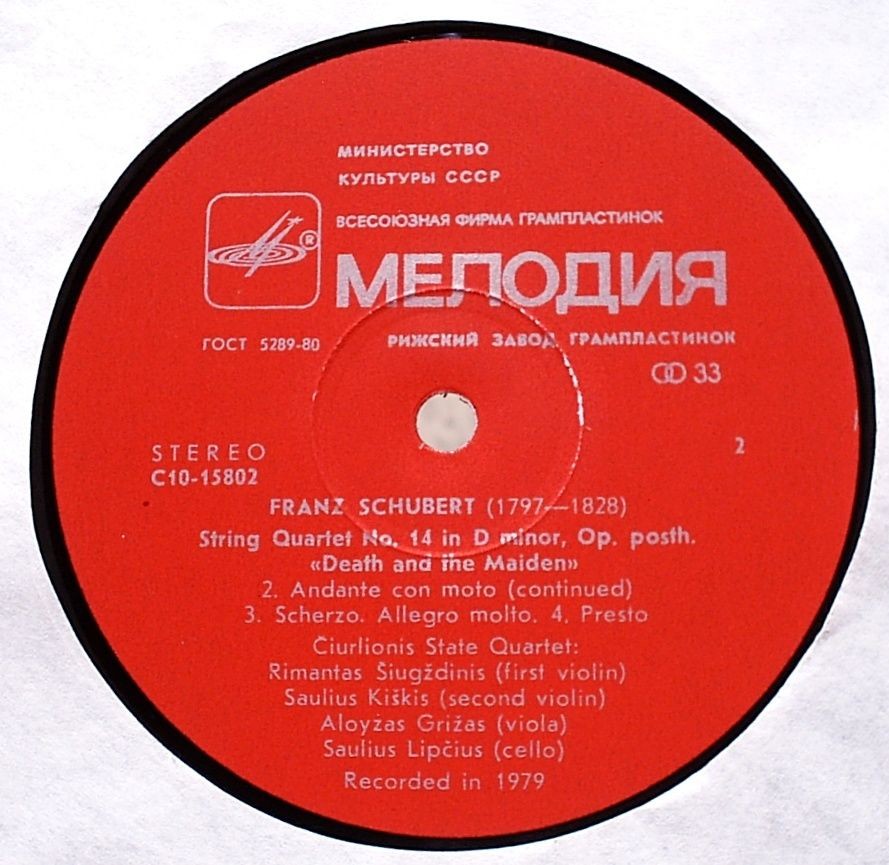 МИНИСТЕРСТВО
КУЛЬТУРЫ СССР
ВСЕСОЮЗНАЯ ФИРМА ГРАМПЛАСТИНОК
®
МЕЛОДИЯ
ГОСТ 5289-80
РИЖСКИЙ ЗАВОД ГРАМПЛАСТИНОК
33
STEREO
2
С10-15802
FRANZ SCHUBERT (1797—1828)
String Quartet No. 14 in D minor, Op. posth.
«Death and the Maiden»
2. Andante con moto (continued)
3. Scherzo. Allegro molto. 4. Presto
Čiurlionis State Quartet:
Rimantas Šiugždinis (first violin)
Saulius Kiškis (second violin)
Aloyžas Grižas (viola)
Saulius Lipčius (cello)
Recorded in 1979